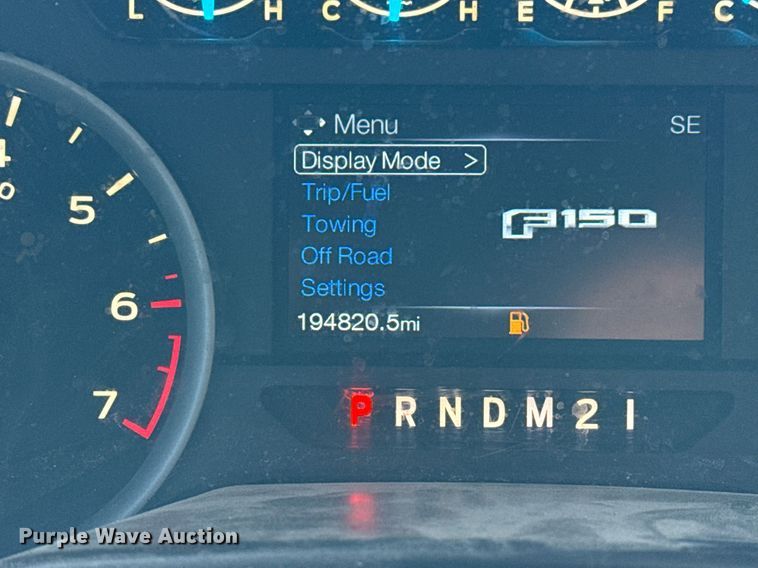 L H C H E F C
Menu SE
Display Mode >
Trip/Fuel
Towing
F150
Off Road
Settings
194820.5mi
4
5
6
7
P R N D M 2 1
Purple Wave Auction